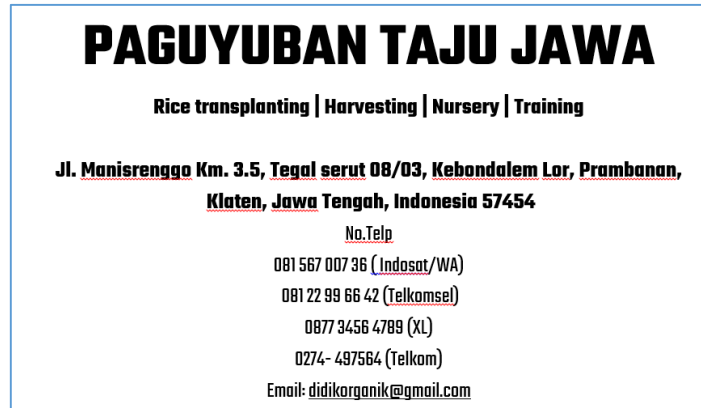 PAGUYUBAN TAJU JAWA
Rice transplanting | Harvesting | Nursery | Training
Jl. Manisrenggo Km. 3.5, Tegal serut 08/03, Kebondalem Lor, Prambanan,
Klaten, Jawa Tengah, Indonesia 57454
No.Telp
081 567 007 36 ( Indosat/WA)
081 22 99 66 42 (Telkomsel)
0877 3456 4789 (XL)
0274- 497564 (Telkom)
Email: didikorganik@gmail.com